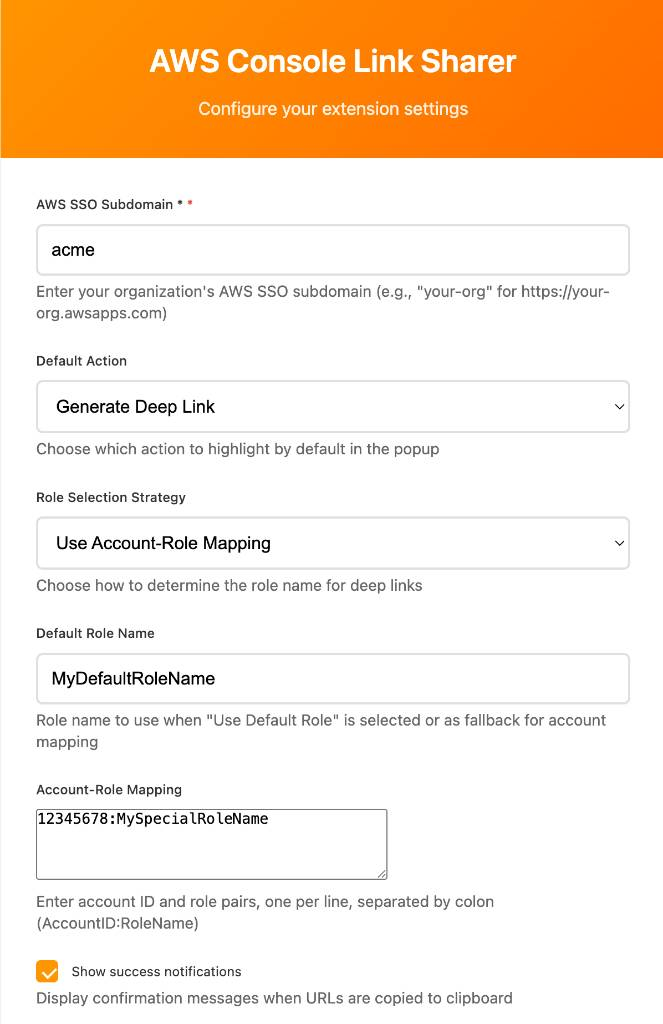 AWS Console Link Sharer
Configure your extension settings
AWS SSO Subdomain * *
acme
Enter your organization's AWS SSO subdomain (e.g., "your-org" for https://your-
org.awsapps.com)
Default Action
Generate Deep Link
Choose which action to highlight by default in the popup
Role Selection Strategy
Use Account-Role Mapping
Choose how to determine the role name for deep links
Default Role Name
MyDefaultRoleName
Role name to use when "Use Default Role" is selected or as fallback for account
mapping
Account-Role Mapping
12345678:MySpecialRoleName
Enter account ID and role pairs, one per line, separated by colon
(AccountID:RoleName)
Show success notifications
Display confirmation messages when URLs are copied to clipboard